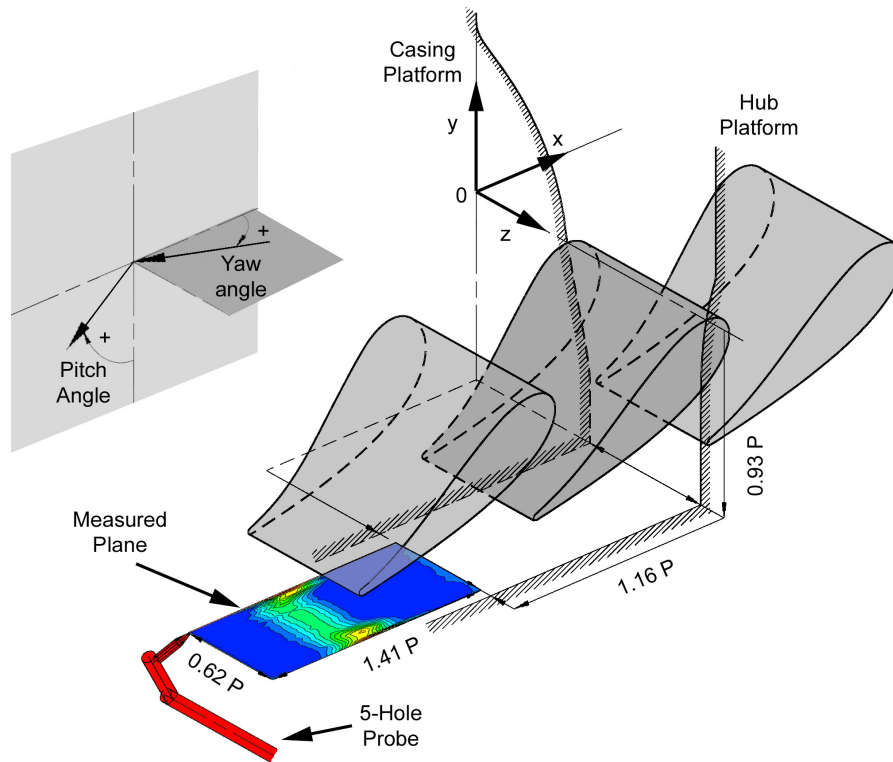 Casing
Platform
Hub
Platform
y
x
0
z
+
Yaw
angle
+
Pitch
Angle
0.93 P
Measured
Plane
1.16 P
1.41 P
0.62 P
5-Hole
Probe